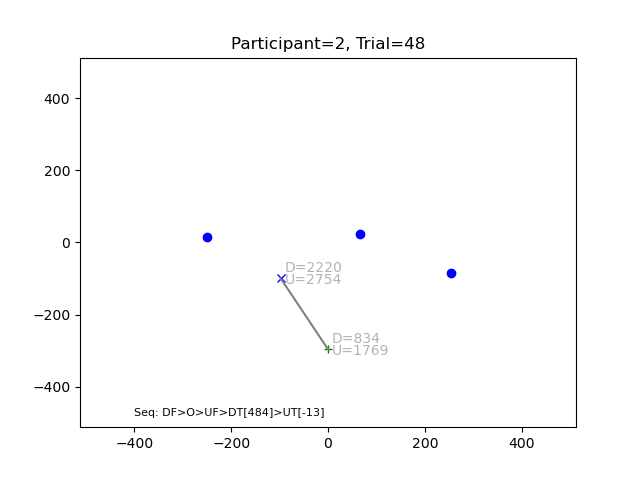 Participant=2, Trial=48
400
200
0
−200
−400
D=2220
U=2754
D=834
U=1769
Seq: DF>O>UF>DT[484]>UT[-13]
−400
−200
0
200
400